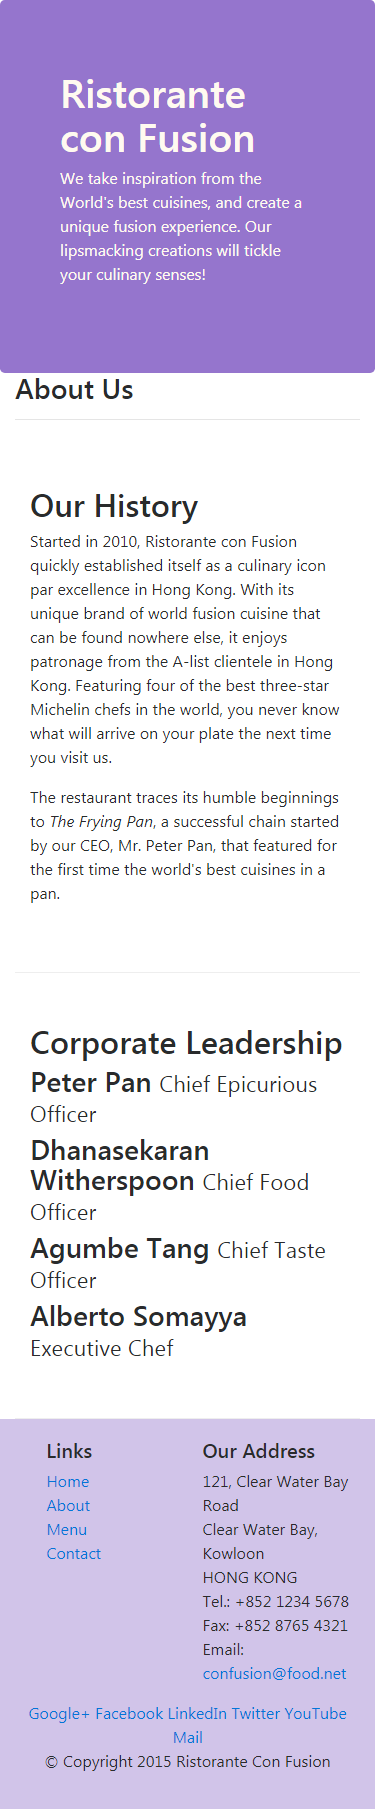 Ristorante
con Fusion
We take inspiration from the
World's best cuisines, and create a
unique fusion experience. Our
lipsmacking creations will tickle
your culinary senses!
About Us
Our History
Started in 2010, Ristorante con Fusion
quickly established itself as a culinary icon
par excellence in Hong Kong. With its
unique brand of world fusion cuisine that
can be found nowhere else, it enjoys
patronage from the A-list clientele in Hong
Kong. Featuring four of the best three-star
Michelin chefs in the world, you never know
what will arrive on your plate the next time
you visit us.
The restaurant traces its humble beginnings
to The Frying Pan, a successful chain started
by our CEO, Mr. Peter Pan, that featured for
the first time the world's best cuisines in a
pan.
Corporate Leadership
Peter Pan Chief Epicurious
Officer
Dhanasekaran
Witherspoon Chief Food
Officer
Agumbe Tang Chief Taste
Officer
Alberto Somayya
Executive Chef
Links
Home
About
Menu
Contact
Our Address
121, Clear Water Bay
Road
Clear Water Bay,
Kowloon
HONG KONG
Tel.: +852 1234 5678
Fax: +852 8765 4321
Email:
confusion@food.net
Google+ Facebook LinkedIn Twitter YouTube
Mail
© Copyright 2015 Ristorante Con Fusion